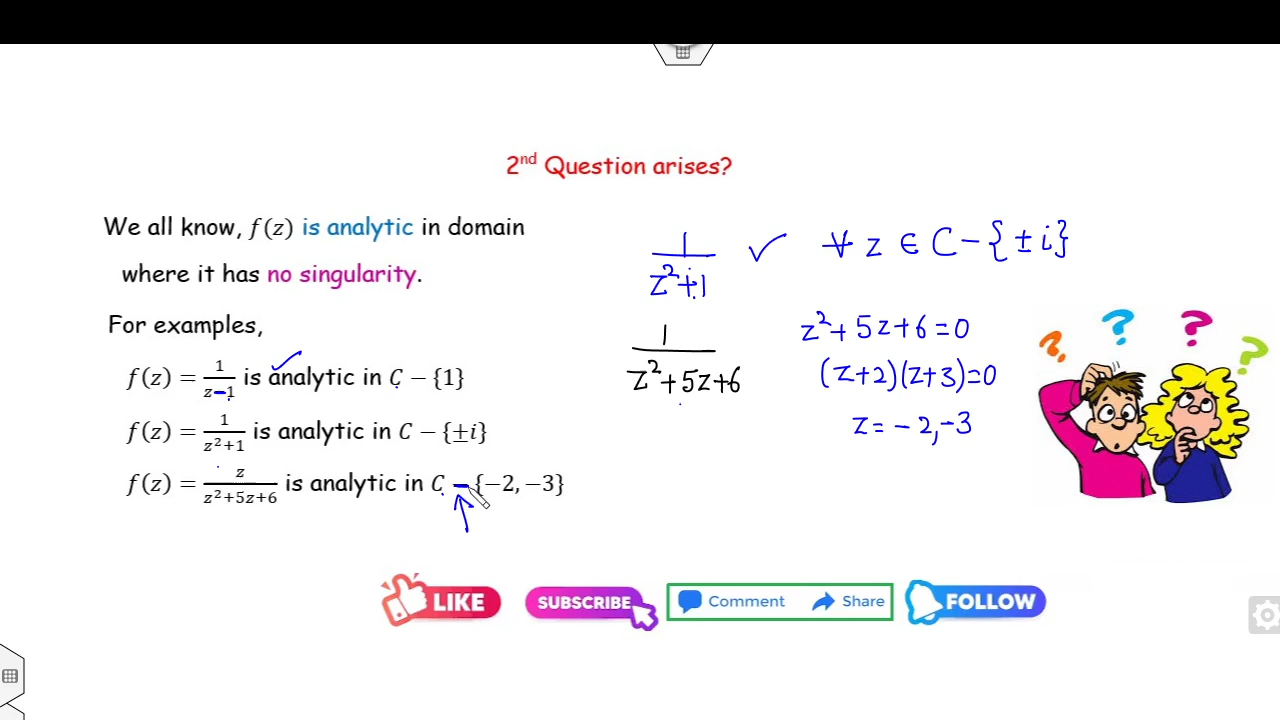 2nd Question arises?
We all know, f(z) is analytic in domain
where it has no singularity.
For examples,
f(z) = 1/(z−1) is analytic in C − {1}
f(z) = 1/(z²+1) is analytic in C − {±i}
f(z) = z/(z²+5z+6) is analytic in C − {−2, −3}
1/(z²+1) ✓ ∀ z ∈ C − {±i}
1/(z²+5z+6)
z²+5z+6=0
(z+2)(z+3)=0
z = −2, −3
? ? ? ?
LIKE SUBSCRIBE Comment Share FOLLOW